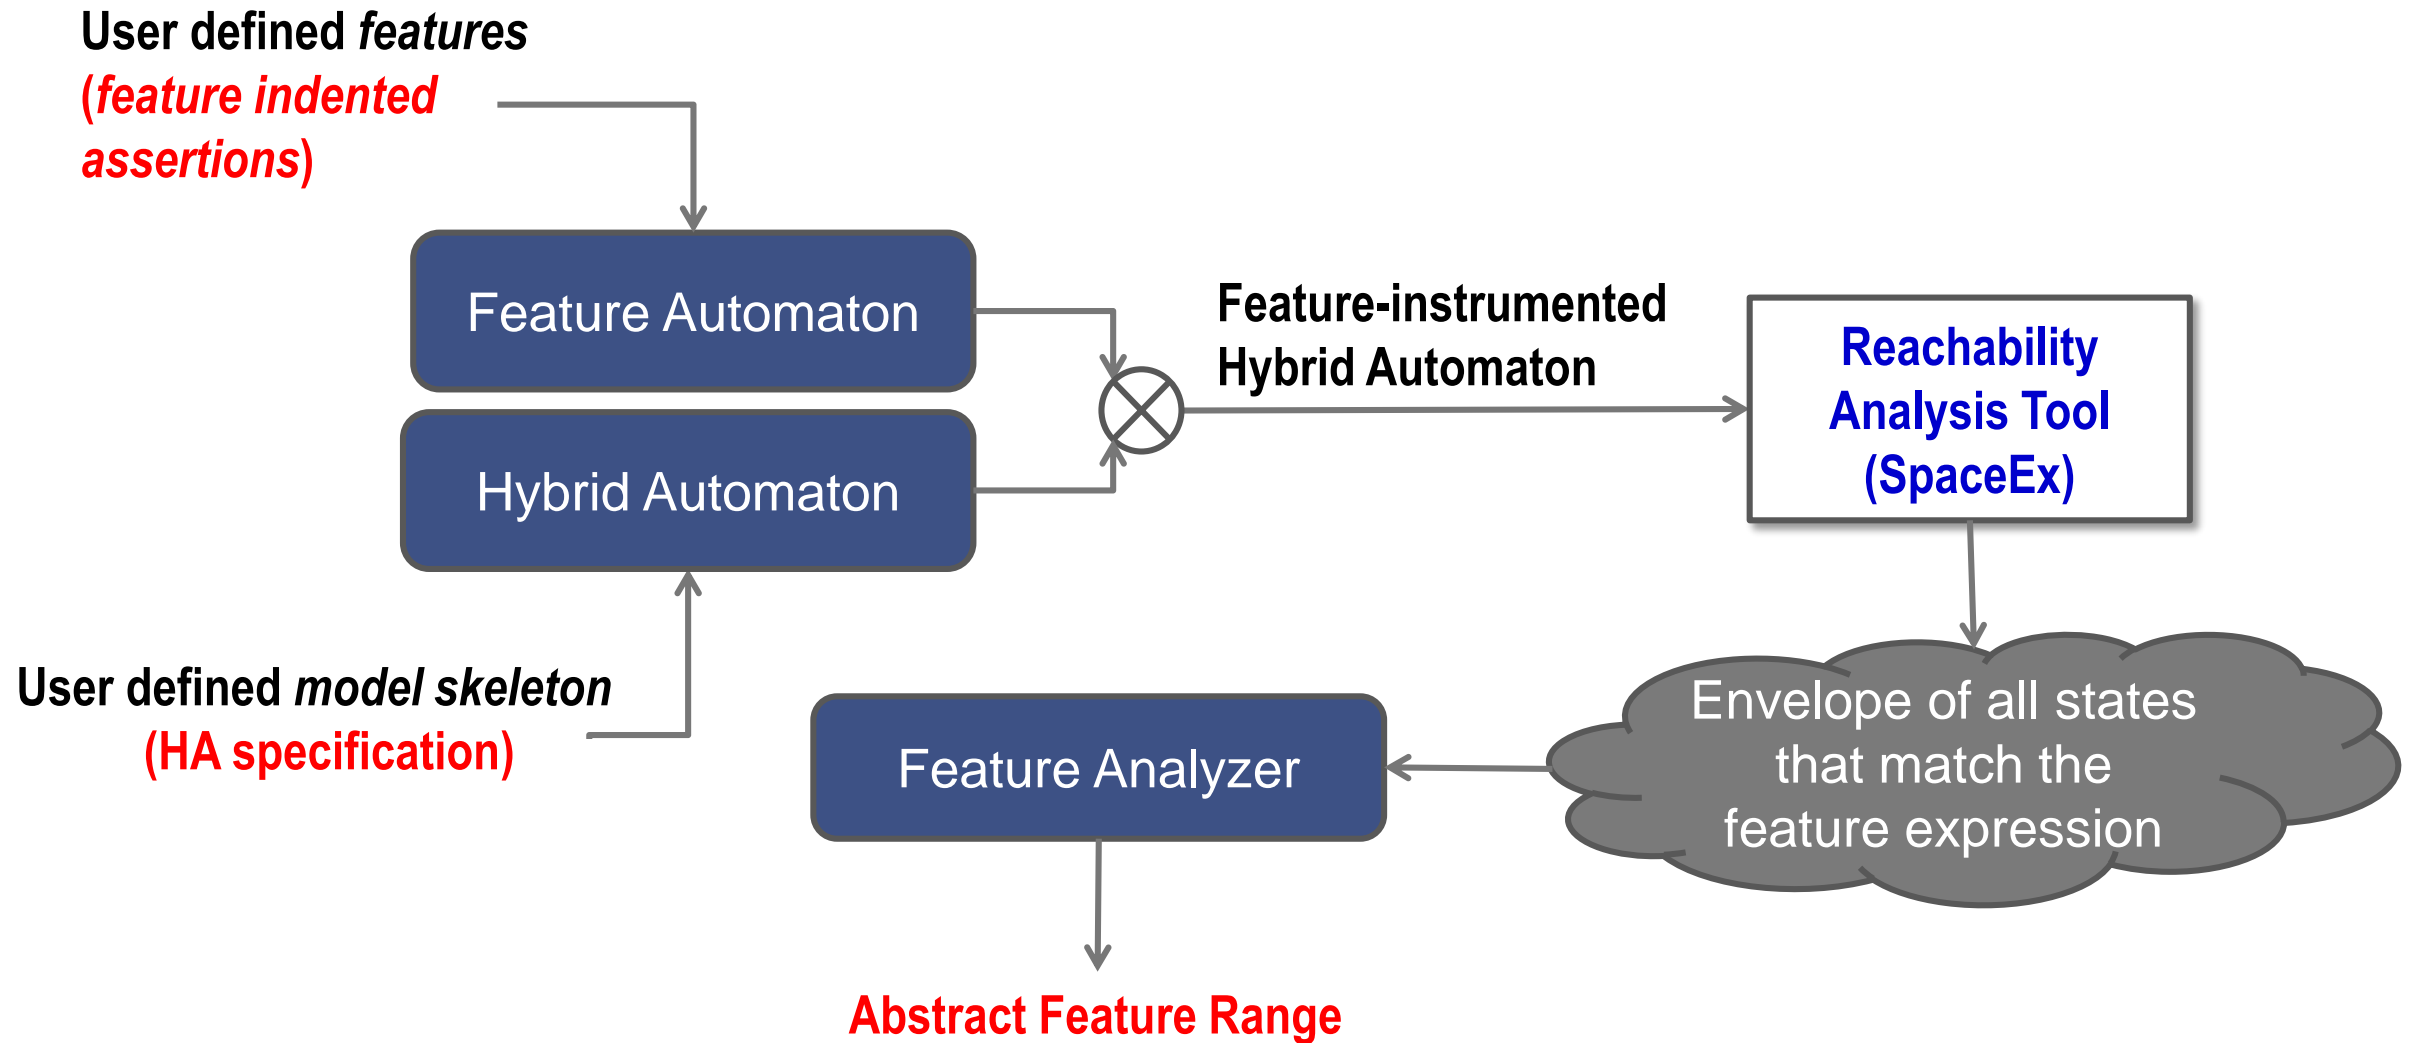 User defined features
(feature indented
assertions)
Feature Automaton
Hybrid Automaton
Feature-instrumented
Hybrid Automaton
Reachability
Analysis Tool
(SpaceEx)
User defined model skeleton
(HA specification)
Feature Analyzer
Envelope of all states
that match the
feature expression
Abstract Feature Range